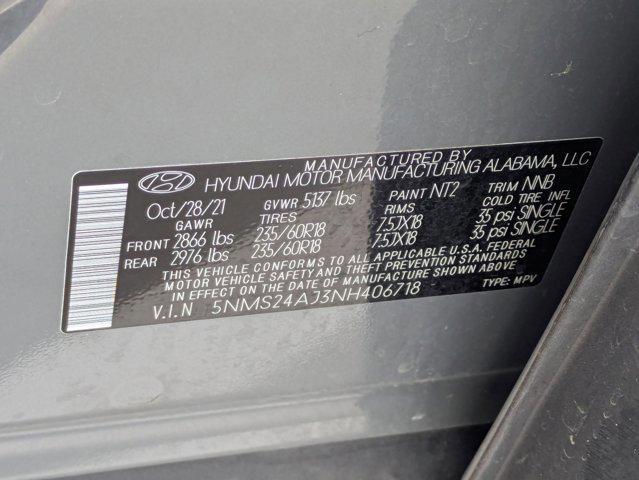 MANUFACTURED BY
HYUNDAI MOTOR MANUFACTURING ALABAMA, LLC
Oct/28/21 GVWR 5137 lbs PAINT NT2 TRIM NNB
GAWR TIRES RIMS COLD TIRE INFL
FRONT 2866 lbs 235/60R18 7.5JX18 35 psi SINGLE
REAR 2976 lbs 235/60R18 7.5JX18 35 psi SINGLE
THIS VEHICLE CONFORMS TO ALL APPLICABLE U.S.A. FEDERAL
MOTOR VEHICLE SAFETY AND THEFT PREVENTION STANDARDS
IN EFFECT ON THE DATE OF MANUFACTURE SHOWN ABOVE
V.I.N 5NMS24AJ3NH406718 TYPE: MPV